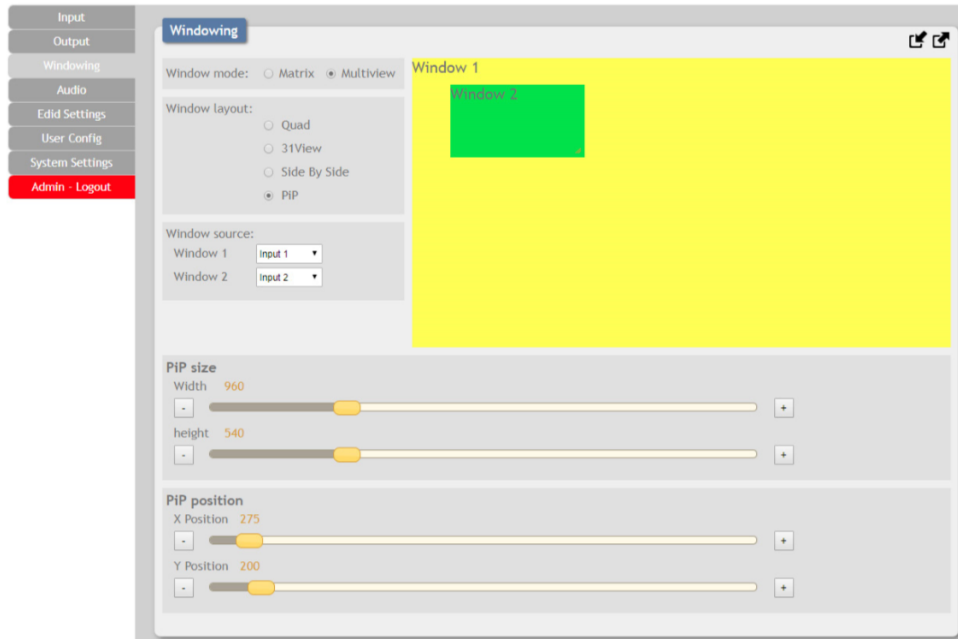 Input
Output
Windowing
Audio
Edid Settings
User Config
System Settings
Admin - Logout
Windowing
Window mode: Matrix Multiview
Window layout:
Quad
31View
Side By Side
PiP
Window source:
Window 1 Input 1
Window 2 Input 2
Window 1
Window 2
PiP size
Width 960
- +
height 540
- +
PiP position
X Position 275
- +
Y Position 200
- +